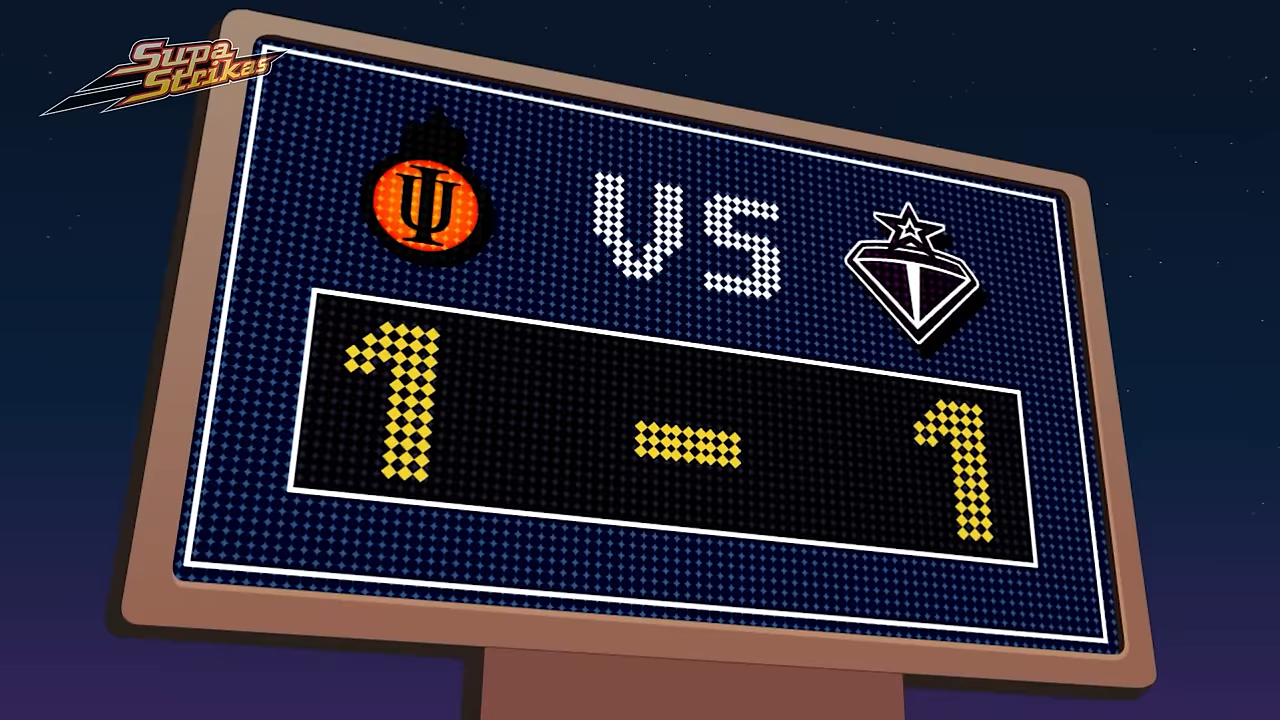 Supa
Strikas
Ψ VS
1 - 1